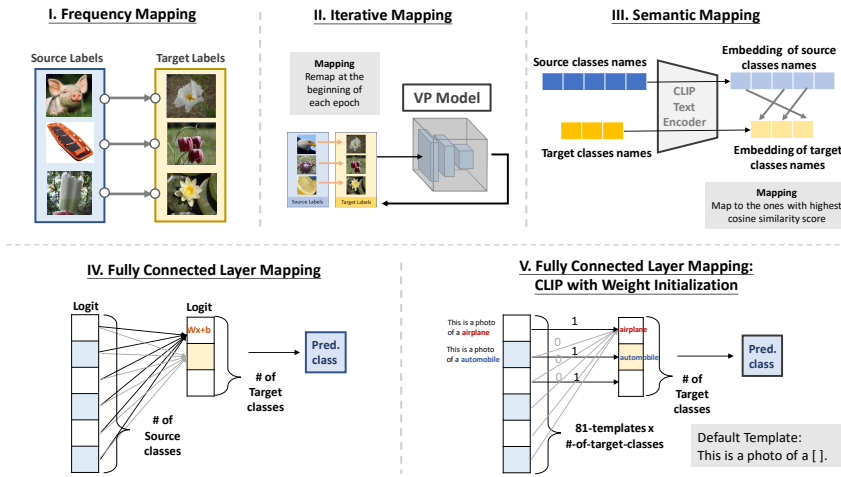 I. Frequency Mapping
Source Labels
Target Labels
II. Iterative Mapping
Mapping
Remap at the
beginning of
each epoch
VP Model
Source Labels
Target Labels
III. Semantic Mapping
Source classes names
Embedding of source
classes names
CLIP
Text
Encoder
Target classes names
Embedding of target
classes names
Mapping
Map to the ones with highest
cosine similarity score
IV. Fully Connected Layer Mapping
Logit
Logit
Wx+b
Pred.
class
# of
Target
classes
# of
Source
classes
V. Fully Connected Layer Mapping:
CLIP with Weight Initialization
This is a photo
of a airplane
This is a photo
of a automobile
1
0
1
0
1
airplane
automobile
Pred.
class
# of
Target
classes
81-templates x
#-of-target-classes
Default Template:
This is a photo of a [ ].